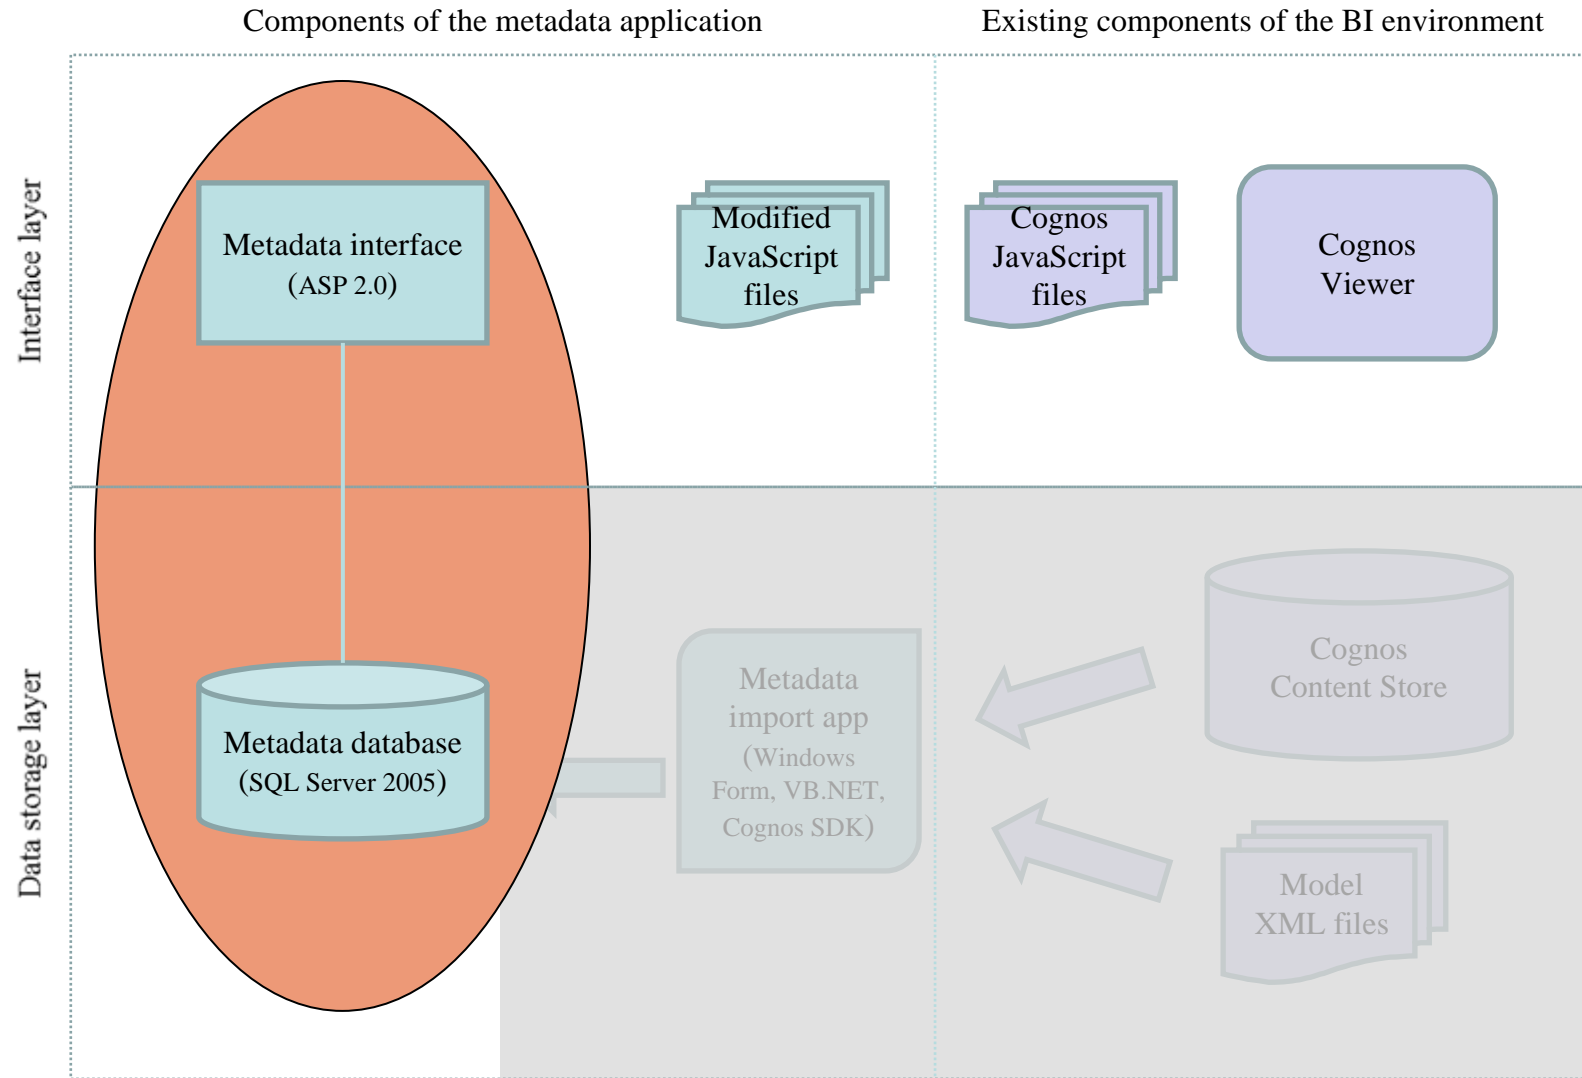 Components of the metadata application
Existing components of the BI environment
Interface layer
Metadata interface
(ASP 2.0)
Modified
JavaScript
files
Cognos
JavaScript
files
Cognos
Viewer
Data storage layer
Metadata database
(SQL Server 2005)
Metadata
import app
(Windows
Form, VB.NET,
Cognos SDK)
Cognos
Content Store
Model
XML files